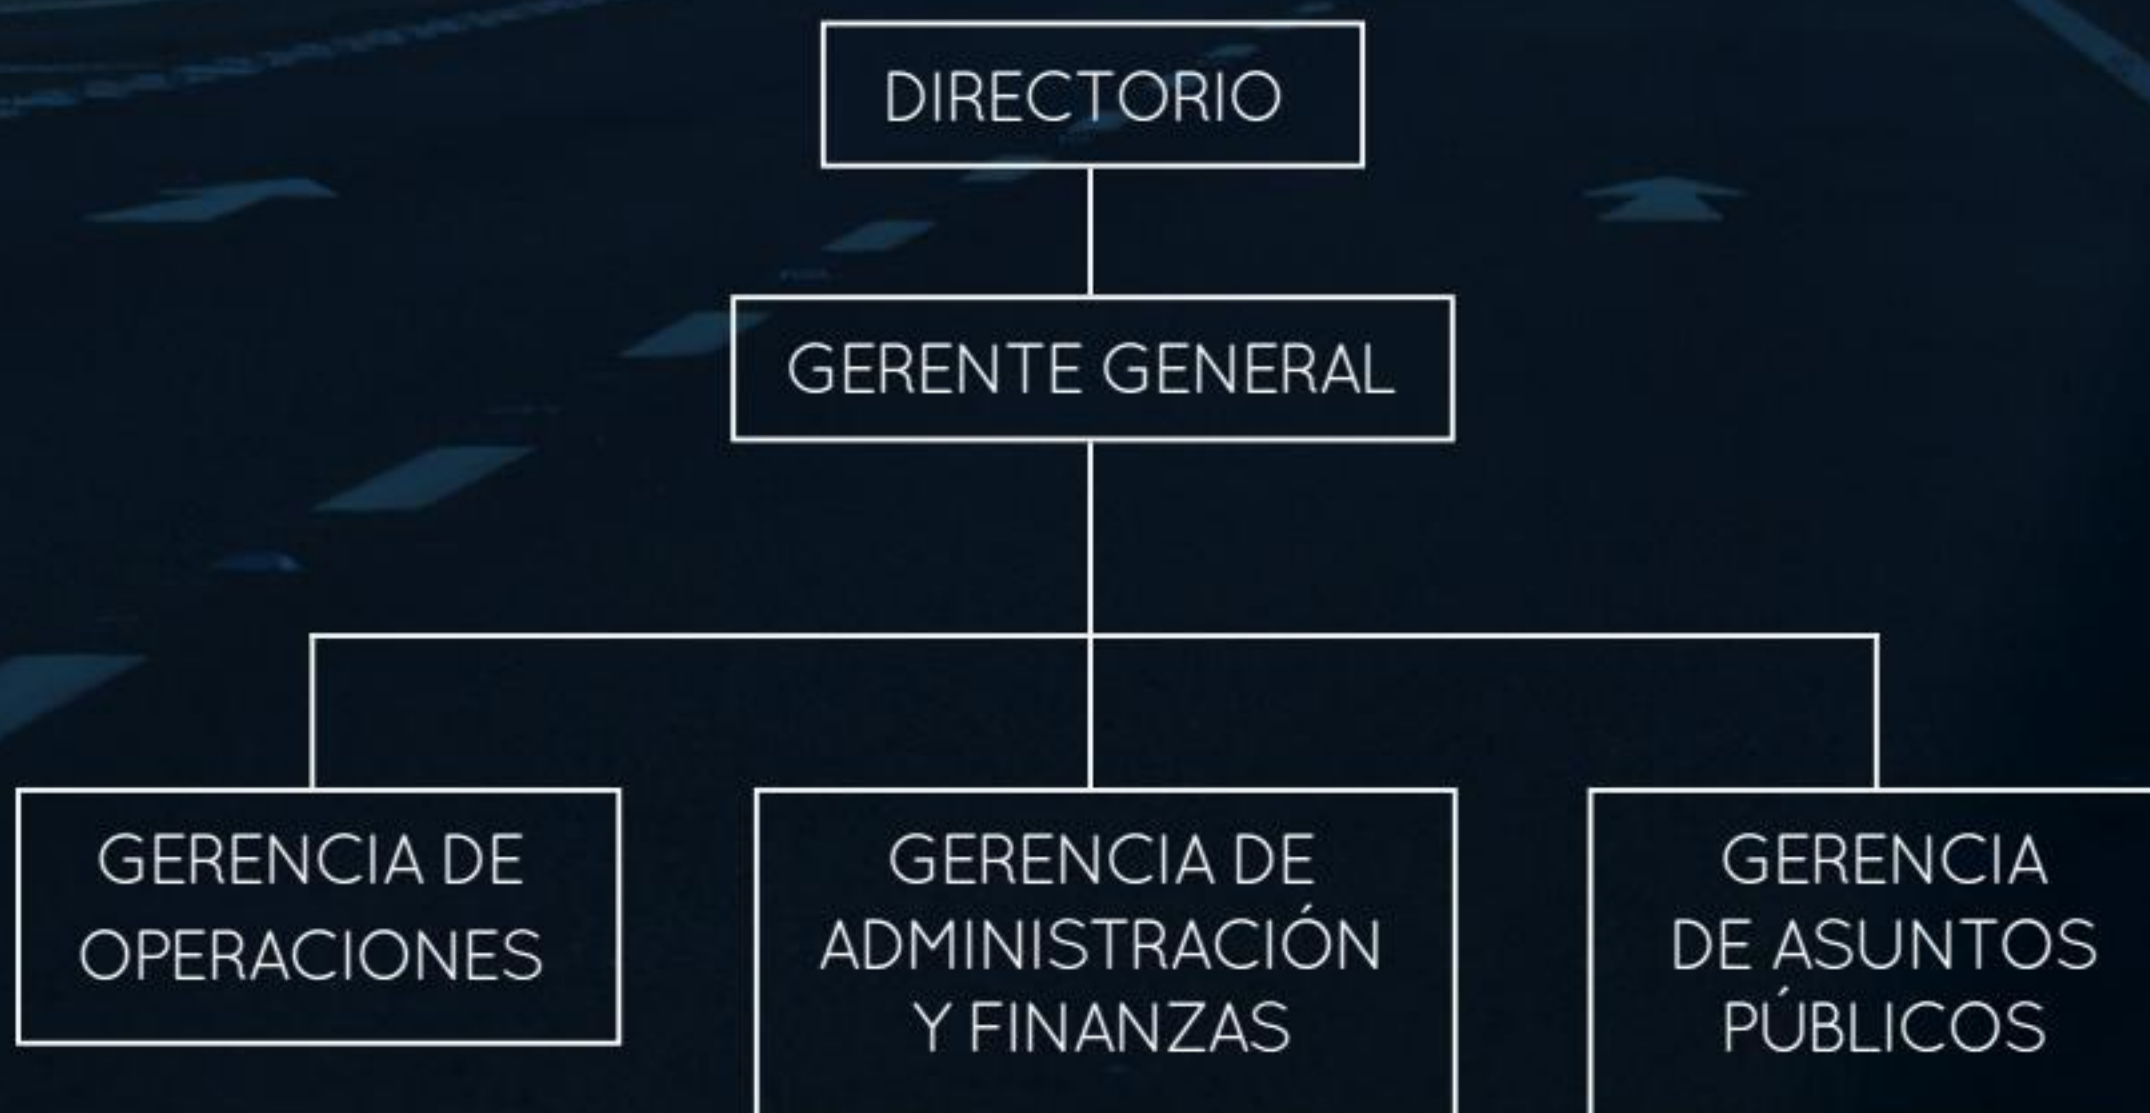 DIRECTORIO
GERENTE GENERAL
GERENCIA DE
OPERACIONES
GERENCIA DE
ADMINISTRACIÓN
Y FINANZAS
GERENCIA
DE ASUNTOS
PÚBLICOS